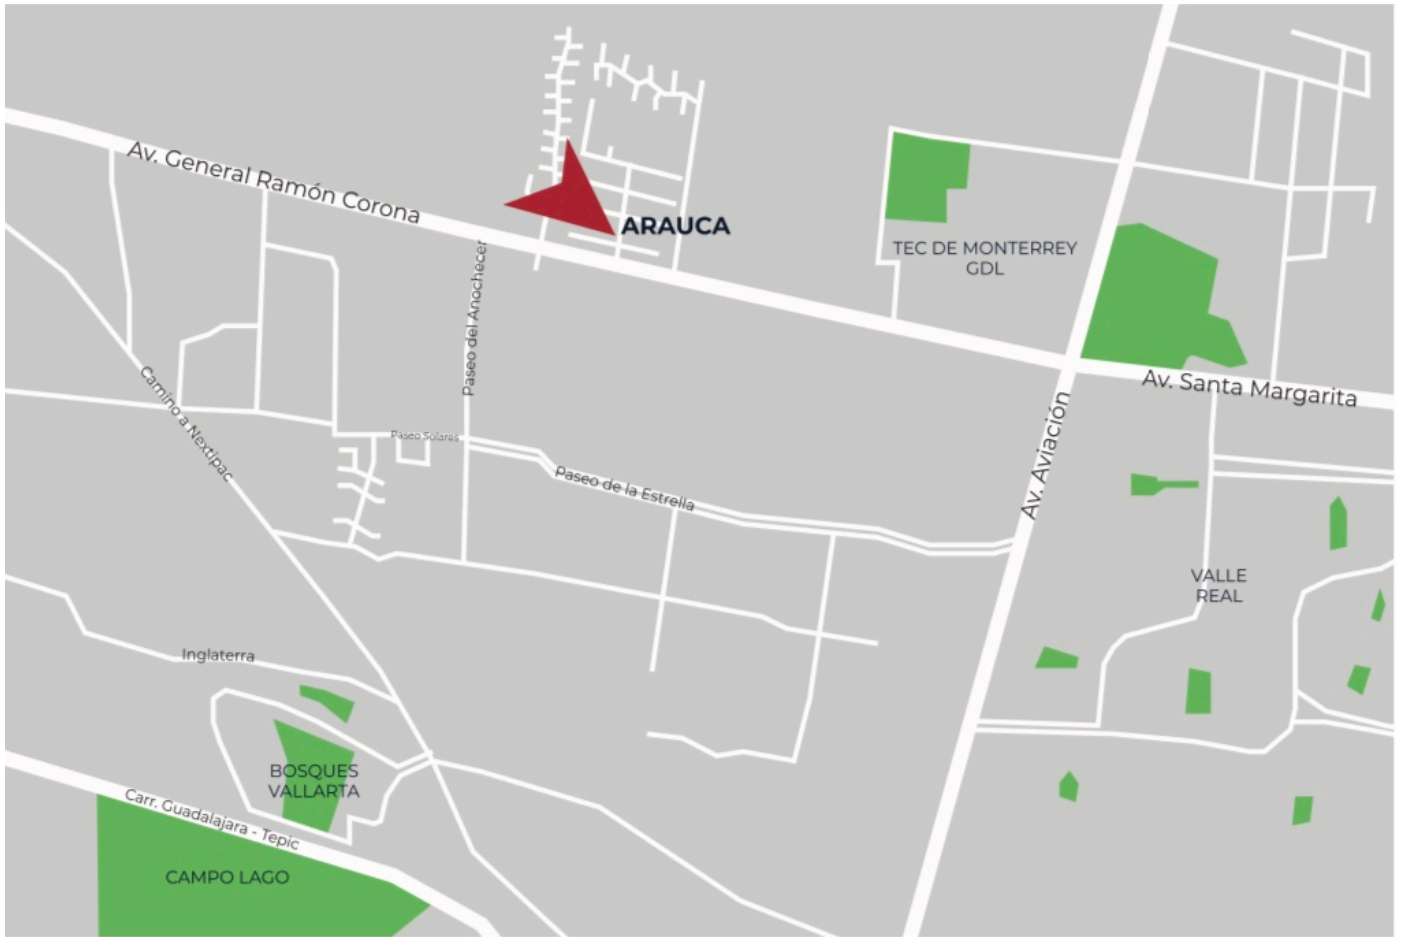 Av. General Ramón Corona
ARAUCA
TEC DE MONTERREY
GDL
Paseo del Anochecer
Av. Santa Margarita
Camino a Nextipac
Paseo Solares
Av. Aviación
Paseo de la Estrella
VALLE
REAL
Inglaterra
BOSQUES
VALLARTA
Carr. Guadalajara - Tepic
CAMPO LAGO